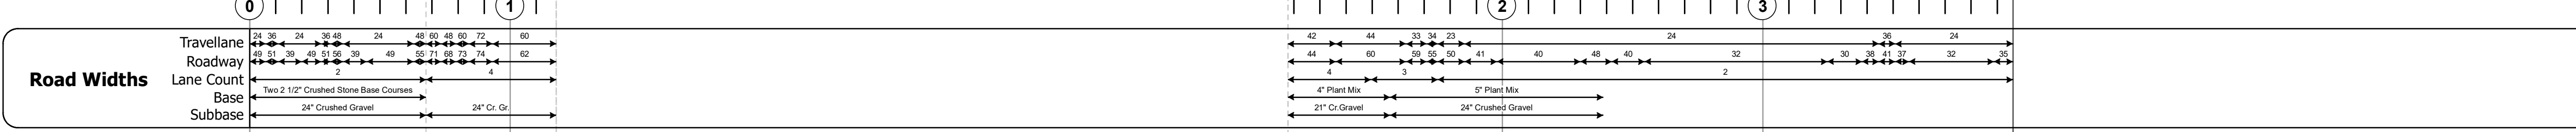 0 1 2 3
Travellane 24 36 24 36 48 24 48 60 48 60 72 60 42 44 33 34 23 24 36 24
Roadway 49 51 39 49 51 56 39 49 55 71 68 73 74 62 44 60 59 55 50 41 40 48 40 32 30 38 41 37 32 35
Road Widths
Lane Count 2 4 4 3 2
Base Two 2 1/2" Crushed Stone Base Courses 4" Plant Mix 5" Plant Mix
Subbase 24" Crushed Gravel 24" Cr. Gr. 21" Cr.Gravel 24" Crushed Gravel